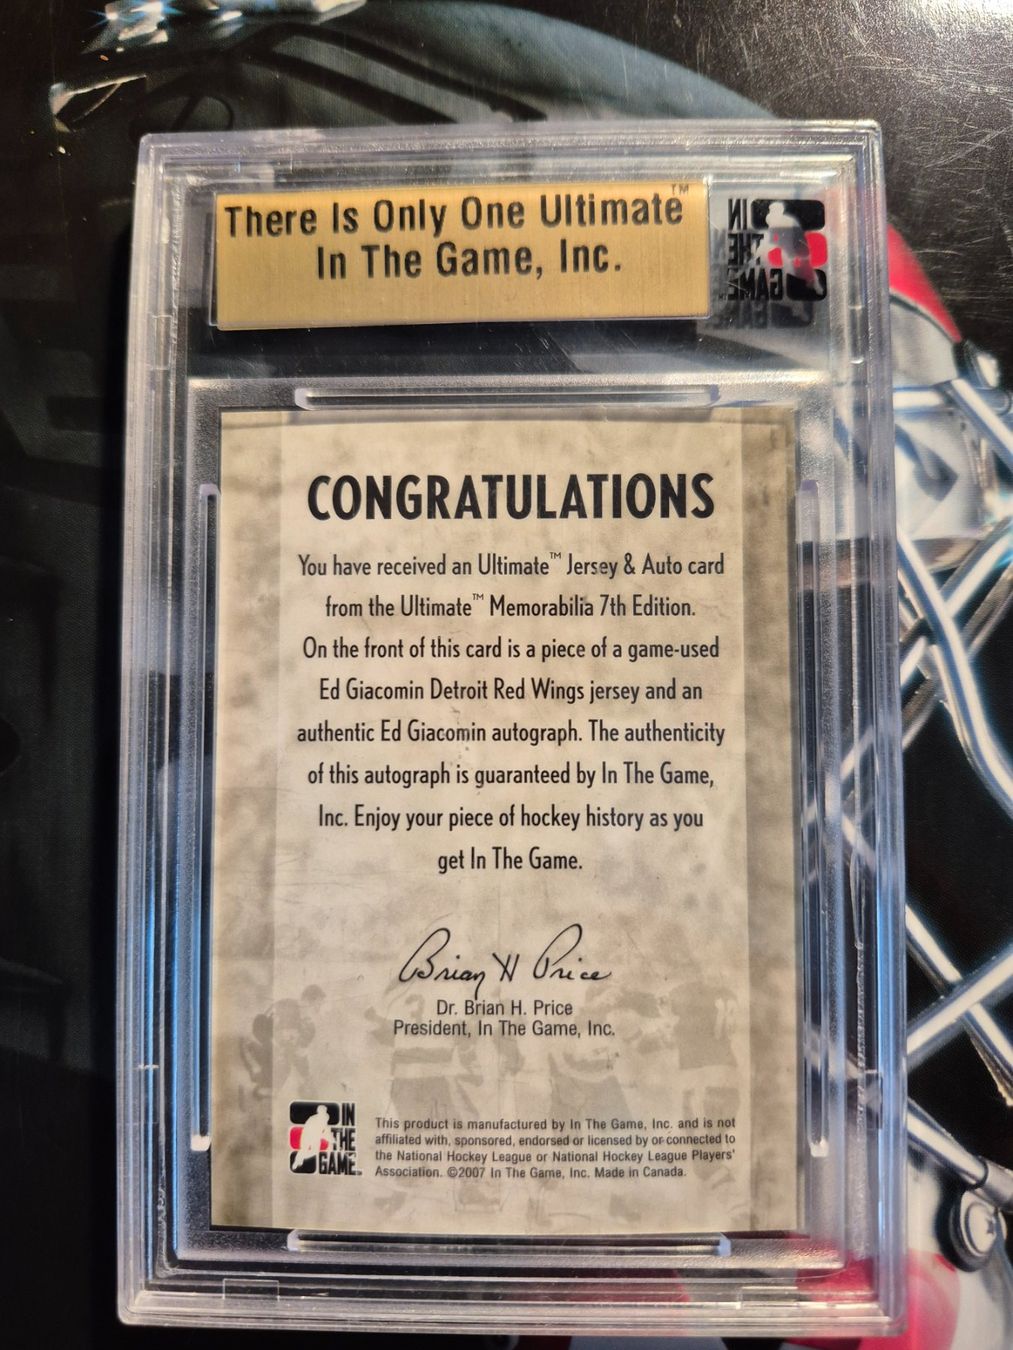 There Is Only One Ultimate™
In The Game, Inc.
IN
THE
GAME
CONGRATULATIONS
You have received an Ultimate™ Jersey & Auto card
from the Ultimate™ Memorabilia 7th Edition.
On the front of this card is a piece of a game-used
Ed Giacomin Detroit Red Wings jersey and an
authentic Ed Giacomin autograph. The authenticity
of this autograph is guaranteed by In The Game,
Inc. Enjoy your piece of hockey history as you
get In The Game.
Brian H Price
Dr. Brian H. Price
President, In The Game, Inc.
IN
THE
GAME
This product is manufactured by In The Game, Inc. and is not
affiliated with, sponsored, endorsed or licensed by or connected to
the National Hockey League or National Hockey League Players'
Association. ©2007 In The Game, Inc. Made in Canada.